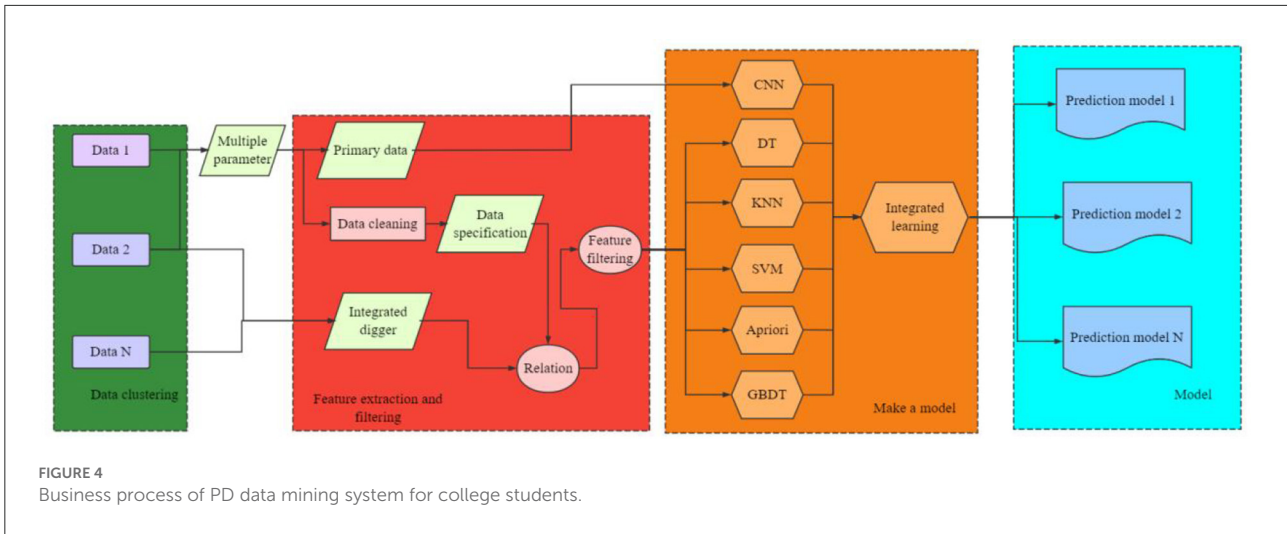 Data 1
Data 2
Data N
Data clustering
Multiple
parameter
Primary data
Data cleaning
Data
specification
Integrated
digger
Relation
Feature
filtering
Feature extraction and
filtering
CNN
DT
KNN
SVM
Apriori
GBDT
Integrated
learning
Make a model
Prediction model 1
Prediction model 2
Prediction model N
Model
FIGURE 4
Business process of PD data mining system for college students.